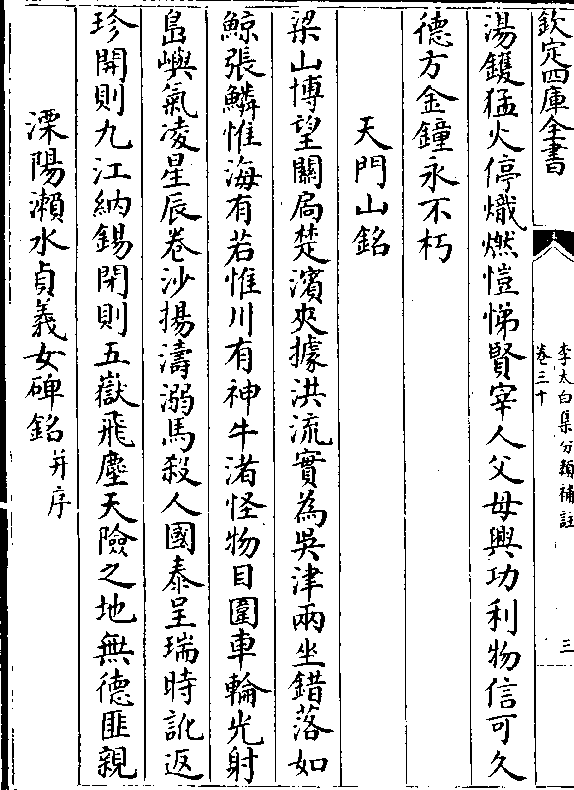 欽定四庫全書
李太白集分類補註
卷三十
三
湯鑊猛火停熾燃愷悌賢宰人父母興功利物信可久
德方金鐘永不朽
天門山銘
梁山博望關扃楚濱夾據洪流實為吳津兩坐錯落如
鯨張鱗惟海有若惟川有神牛渚怪物目圍車輪光射
島嶼氣凌星辰卷沙揚濤溺馬殺人國泰呈瑞時訛返
珍開則九江納錫閉則五嶽飛塵天險之地無德匪親
溧陽瀨水貞義女碑銘并序